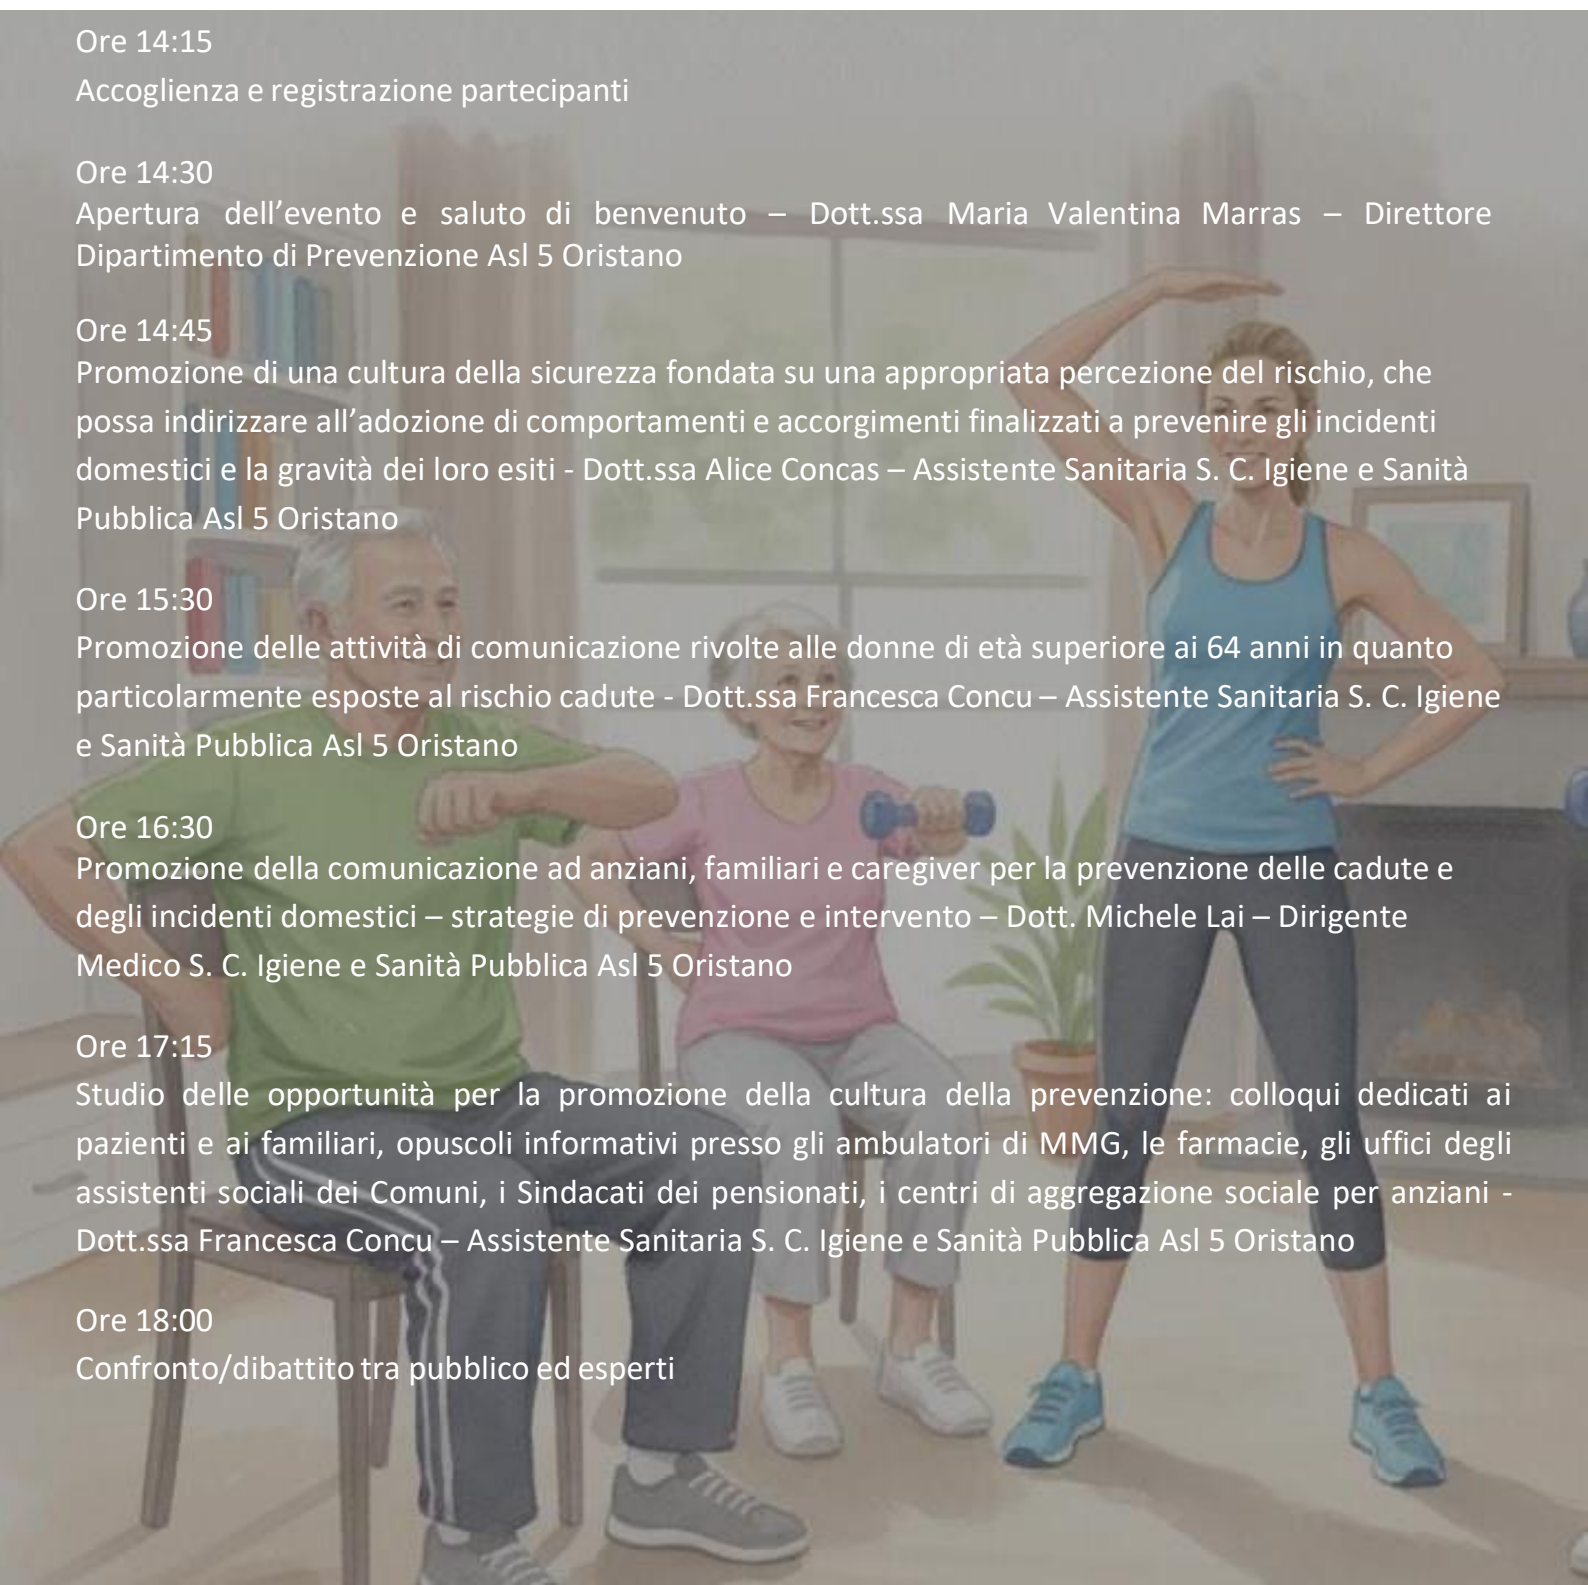 Ore 14:15
Accoglienza e registrazione partecipanti
Ore 14:30
Apertura dell’evento e saluto di benvenuto – Dott.ssa Maria Valentina Marras – Direttore
Dipartimento di Prevenzione Asl 5 Oristano
Ore 14:45
Promozione di una cultura della sicurezza fondata su una appropriata percezione del rischio, che
possa indirizzare all’adozione di comportamenti e accorgimenti finalizzati a prevenire gli incidenti
domestici e la gravità dei loro esiti - Dott.ssa Alice Concas – Assistente Sanitaria S. C. Igiene e Sanità
Pubblica Asl 5 Oristano
Ore 15:30
Promozione delle attività di comunicazione rivolte alle donne di età superiore ai 64 anni in quanto
particolarmente esposte al rischio cadute - Dott.ssa Francesca Concu – Assistente Sanitaria S. C. Igiene
e Sanità Pubblica Asl 5 Oristano
Ore 16:30
Promozione della comunicazione ad anziani, familiari e caregiver per la prevenzione delle cadute e
degli incidenti domestici – strategie di prevenzione e intervento – Dott. Michele Lai – Dirigente
Medico S. C. Igiene e Sanità Pubblica Asl 5 Oristano
Ore 17:15
Studio delle opportunità per la promozione della cultura della prevenzione: colloqui dedicati ai
pazienti e ai familiari, opuscoli informativi presso gli ambulatori di MMG, le farmacie, gli uffici degli
assistenti sociali dei Comuni, i Sindacati dei pensionati, i centri di aggregazione sociale per anziani -
Dott.ssa Francesca Concu – Assistente Sanitaria S. C. Igiene e Sanità Pubblica Asl 5 Oristano
Ore 18:00
Confronto/dibattito tra pubblico ed esperti